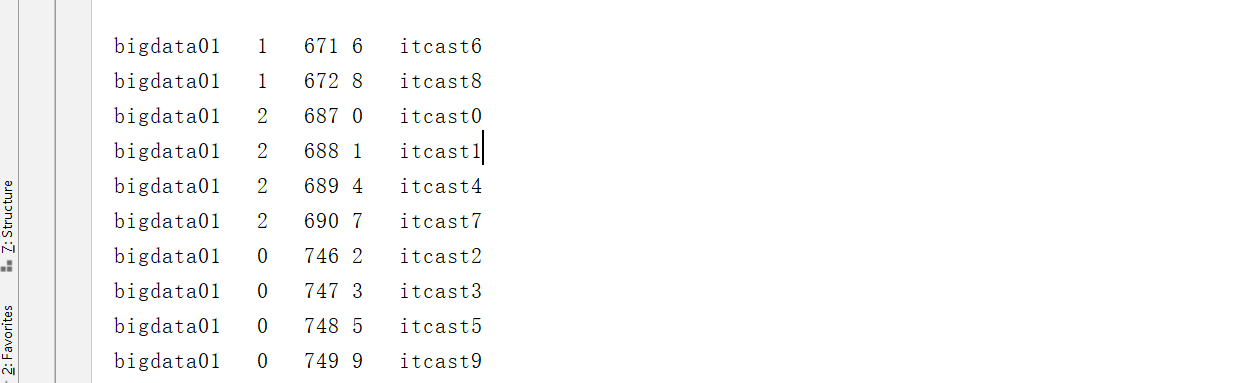 bigdata01 1 671 6 itcast6
bigdata01 1 672 8 itcast8
bigdata01 2 687 0 itcast0
bigdata01 2 688 1 itcast1
bigdata01 2 689 4 itcast4
bigdata01 2 690 7 itcast7
bigdata01 0 746 2 itcast2
bigdata01 0 747 3 itcast3
bigdata01 0 748 5 itcast5
bigdata01 0 749 9 itcast9
7: Structure
2: Favorites